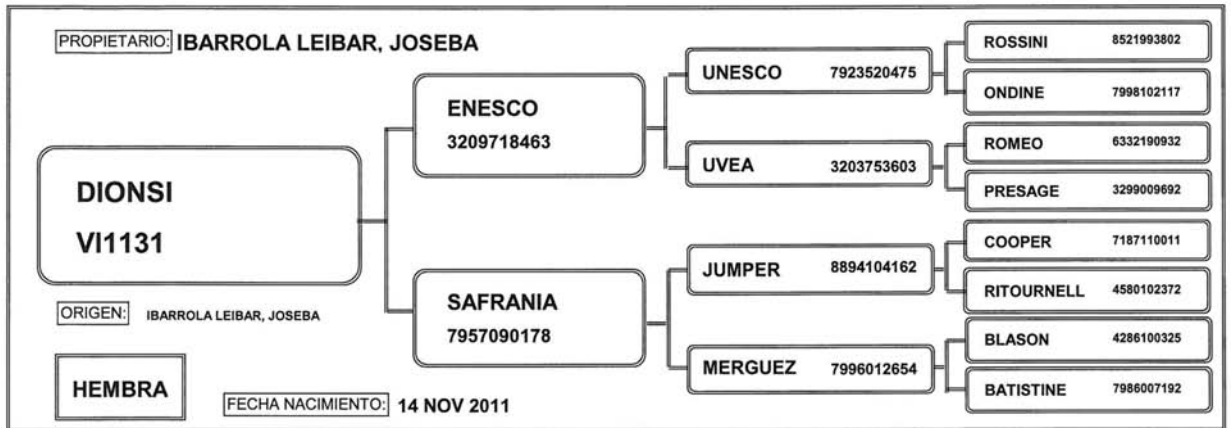 PROPIETARIO: IBARROLA LEIBAR, JOSEBA
DIONSI
VI1131
ORIGEN: IBARROLA LEIBAR, JOSEBA
HEMBRA
FECHA NACIMIENTO: 14 NOV 2011
ENESCO
3209718463
SAFRANIA
7957090178
UNESCO 7923520475
UVEA 3203753603
JUMPER 8894104162
MERGUEZ 7996012654
ROSSINI 8521993802
ONDINE 7998102117
ROMEO 6332190932
PRESAGE 3299009692
COOPER 7187110011
RITOURNELL 4580102372
BLASON 4286100325
BATISTINE 7986007192